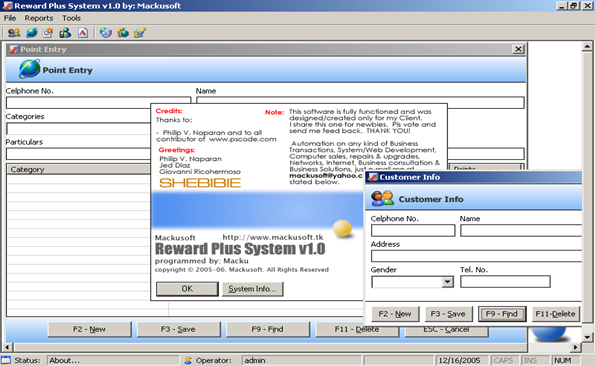 Reward Plus System v1.0 by: Mackusoft
File Reports Tools
Point Entry
Point Entry
Celphone No. Name
Categories
Particulars
Category Points
Credits:
Thanks to:
- Philip V. Naparan and to all
contributor of www.pscode.com
Greetings:
Philip V. Naparan
Jed Diaz
Giovanni Ricohermoso
SHEBIBIE
Note: This software is fully functioned and was
designed/created only for my Client.
I share this one for newbies. Pls vote and
send me feed back. THANK YOU!
Automation on any kind of Business
Transactions, System/Web Development,
Computer sales, repairs & upgrades,
Networks, Internet, Business consultation &
Business Solutions, just e-mail me at
mackusoft@yahoo.c
stated below.
Mackusoft http://www.mackusoft.tk
Reward Plus System v1.0
programmed by: Macku
copyright © 2005-06. Mackusoft. All Rights Reserved
OK System Info...
Customer Info
Customer Info
Celphone No. Name
Address
Gender Tel. No.
F2 - New F3 - Save F9 - Find F11-Delete
F2 - New F3 - Save F9 - Find F11 - Delete ESC - Cancel
Status: About... Operator: admin 12/16/2005 CAPS INS NUM